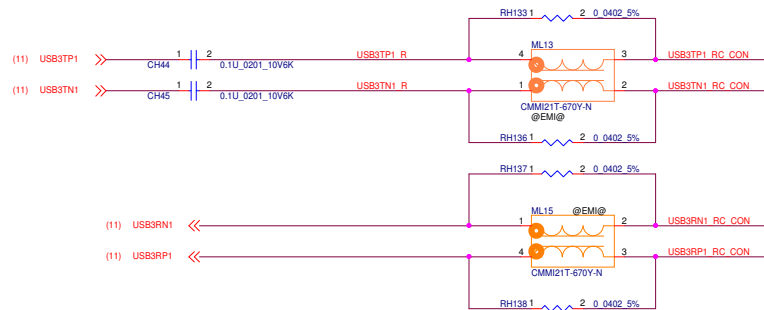 RH133 1 2 0_0402_5%
ML13
(11) USB3TP1 1 2 USB3TP1_R 4 3 USB3TP1_RC_CON
CH44 0.1U_0201_10V6K
(11) USB3TN1 1 2 USB3TN1_R 1 2 USB3TN1_RC_CON
CH45 0.1U_0201_10V6K
CMMI21T-670Y-N
@EMI@
RH136 1 2 0_0402_5%
RH137 1 2 0_0402_5%
ML15 @EMI@
(11) USB3RN1 1 2 USB3RN1_RC_CON
(11) USB3RP1 4 3 USB3RP1_RC_CON
CMMI21T-670Y-N
RH138 1 2 0_0402_5%